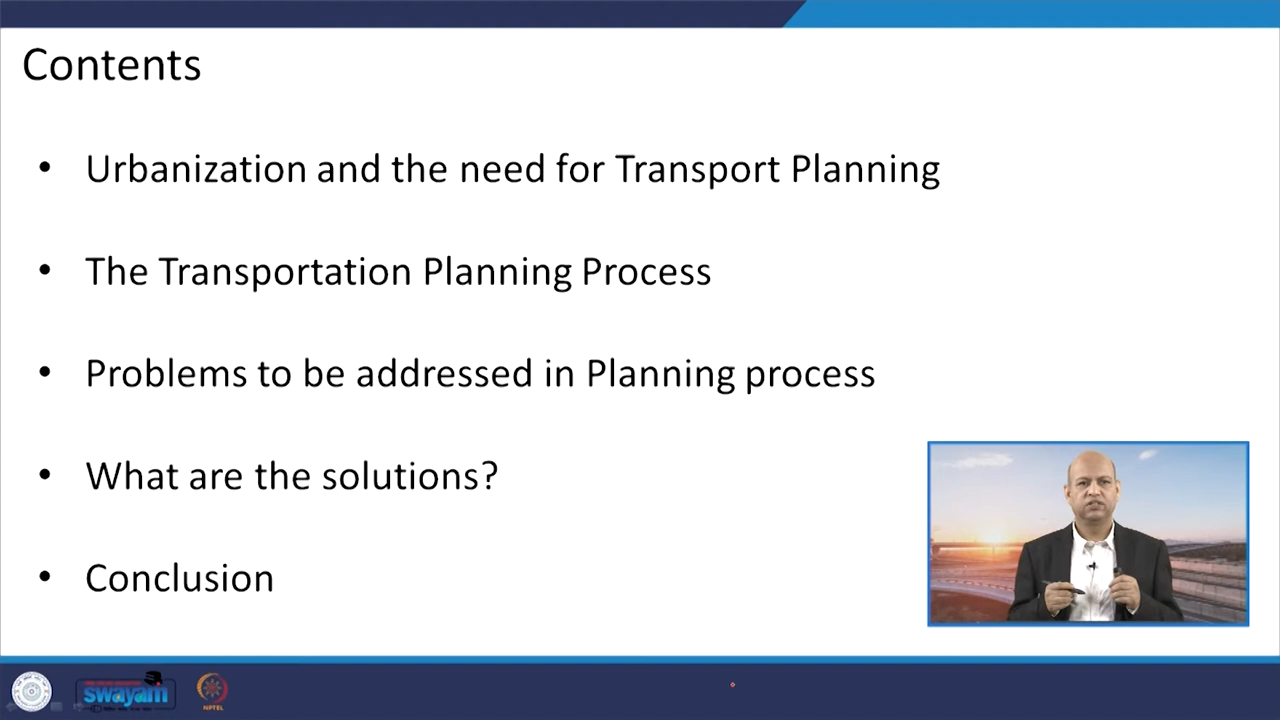 Contents
• Urbanization and the need for Transport Planning
• The Transportation Planning Process
• Problems to be addressed in Planning process
• What are the solutions?
• Conclusion
swayam
NPTEL